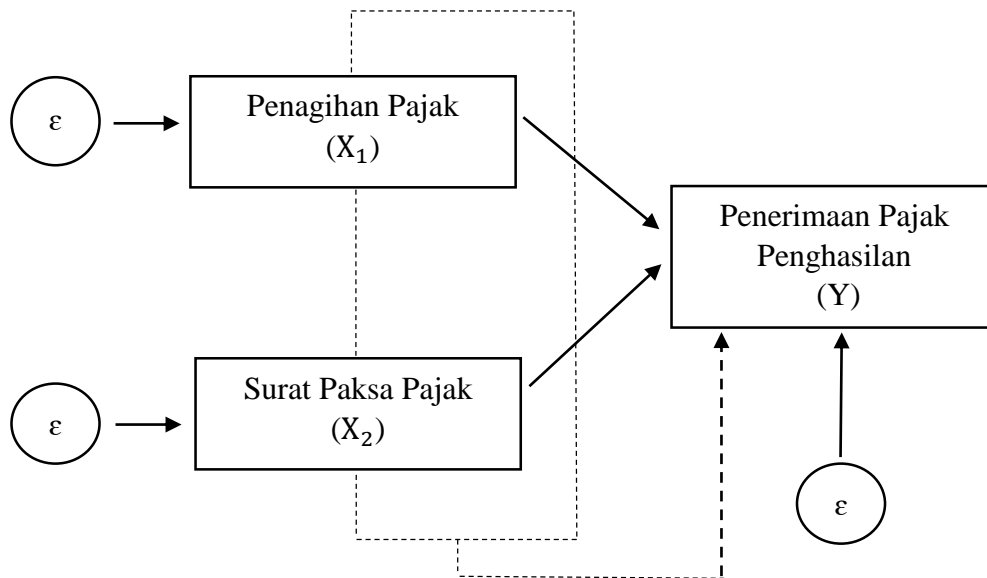 ε
Penagihan Pajak
(X₁)
Penerimaan Pajak
Penghasilan
(Y)
ε
Surat Paksa Pajak
(X₂)
ε